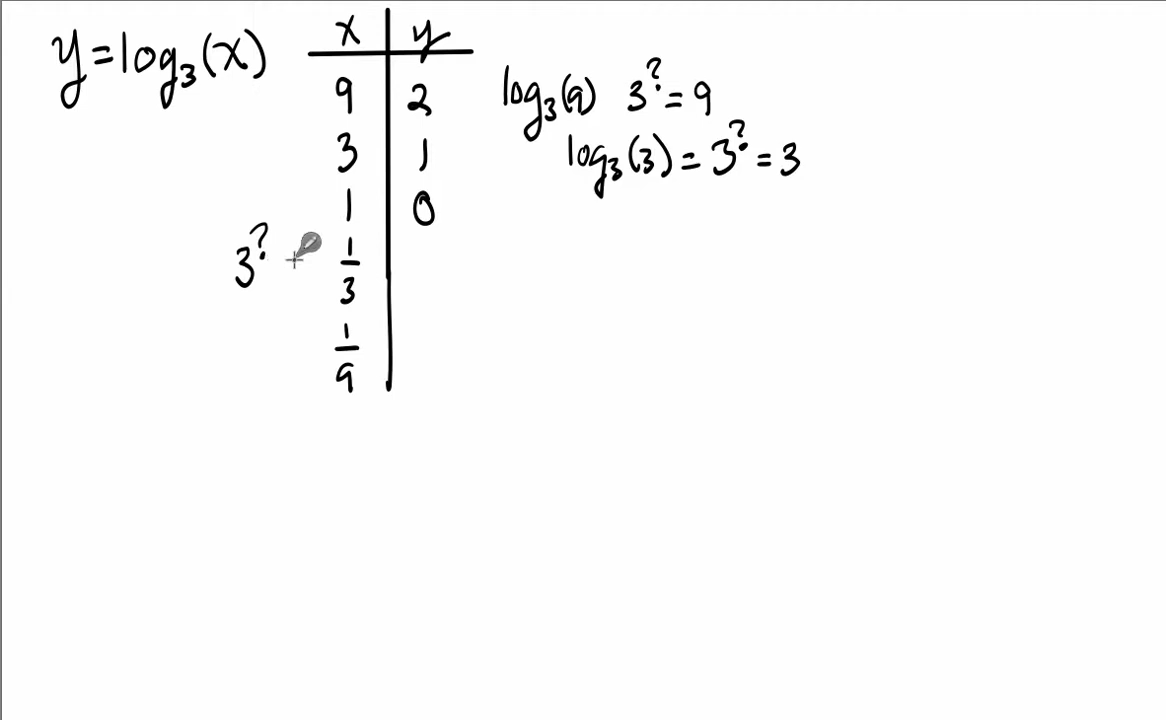 y=log₃(x)
x y
9 2
3 1
1 0
1/3
1/9
log₃(9) 3^?=9
log₃(3) = 3^? = 3
3^?